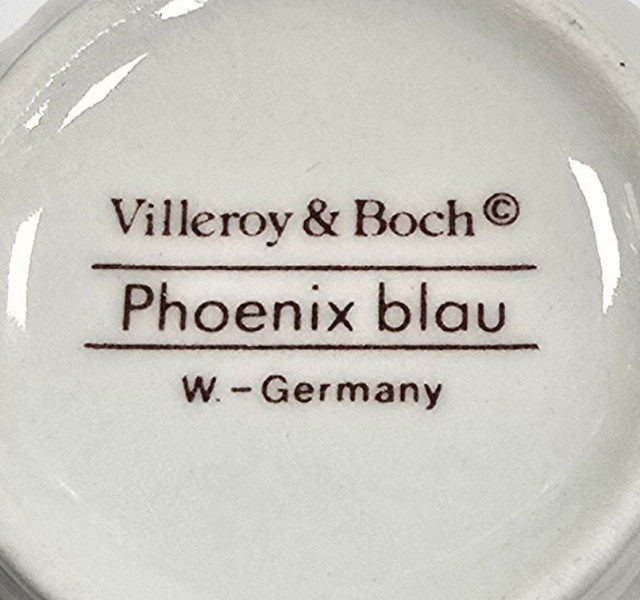 Villeroy & Boch©
Phoenix blau
W.-Germany